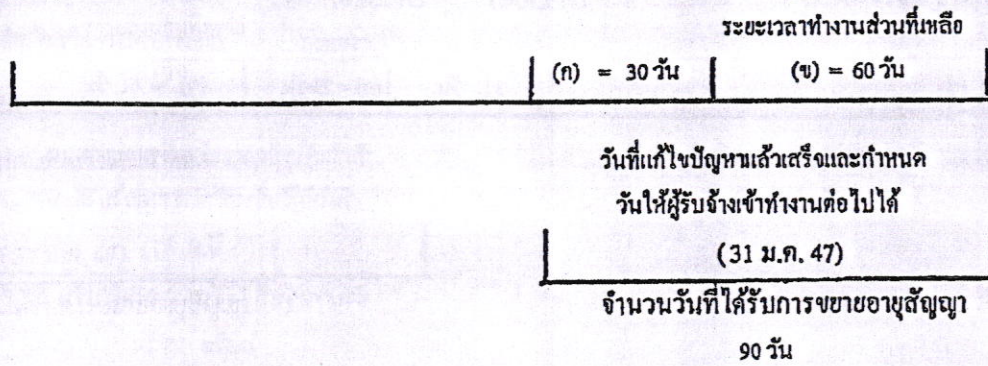 ระยะเวลาทำงานส่วนที่เหลือ
(ก) = 30 วัน (ข) = 60 วัน
วันที่แก้ไขปัญหาแล้วเสร็จและกำหนด
วันให้ผู้รับจ้างเข้าทำงานต่อไปได้
(31 ม.ค. 47)
จำนวนวันที่ได้รับการขยายอายุสัญญา
90 วัน